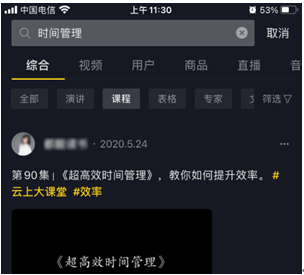 中国电信 上午11:30 53%
时间管理 取消
综合 视频 用户 商品 直播 音
全部 演讲 课程 表格 专家 筛选
· 2020.5.24 ···
第90集|《超高效时间管理》，教你如何提升效率。#
云上大课堂 #效率
《超高效时间管理》